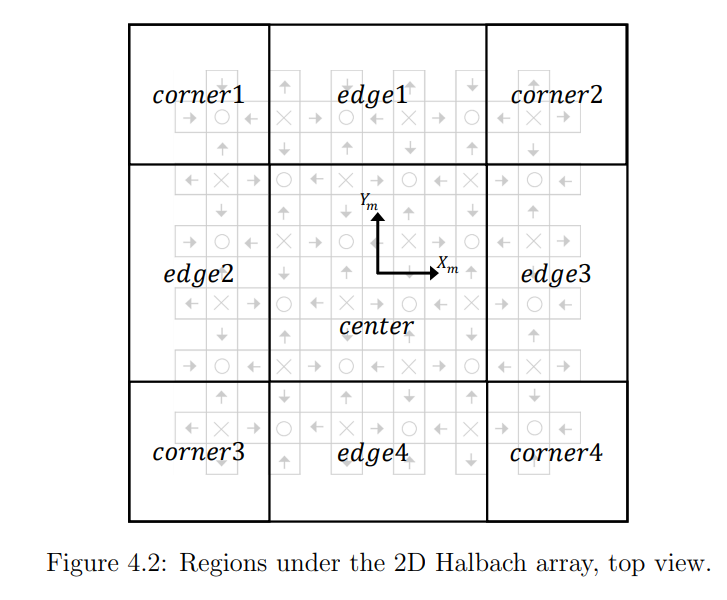 corner1 edge1 corner2
Y_m
X_m
edge2 edge3
center
corner3 edge4 corner4
Figure 4.2: Regions under the 2D Halbach array, top view.